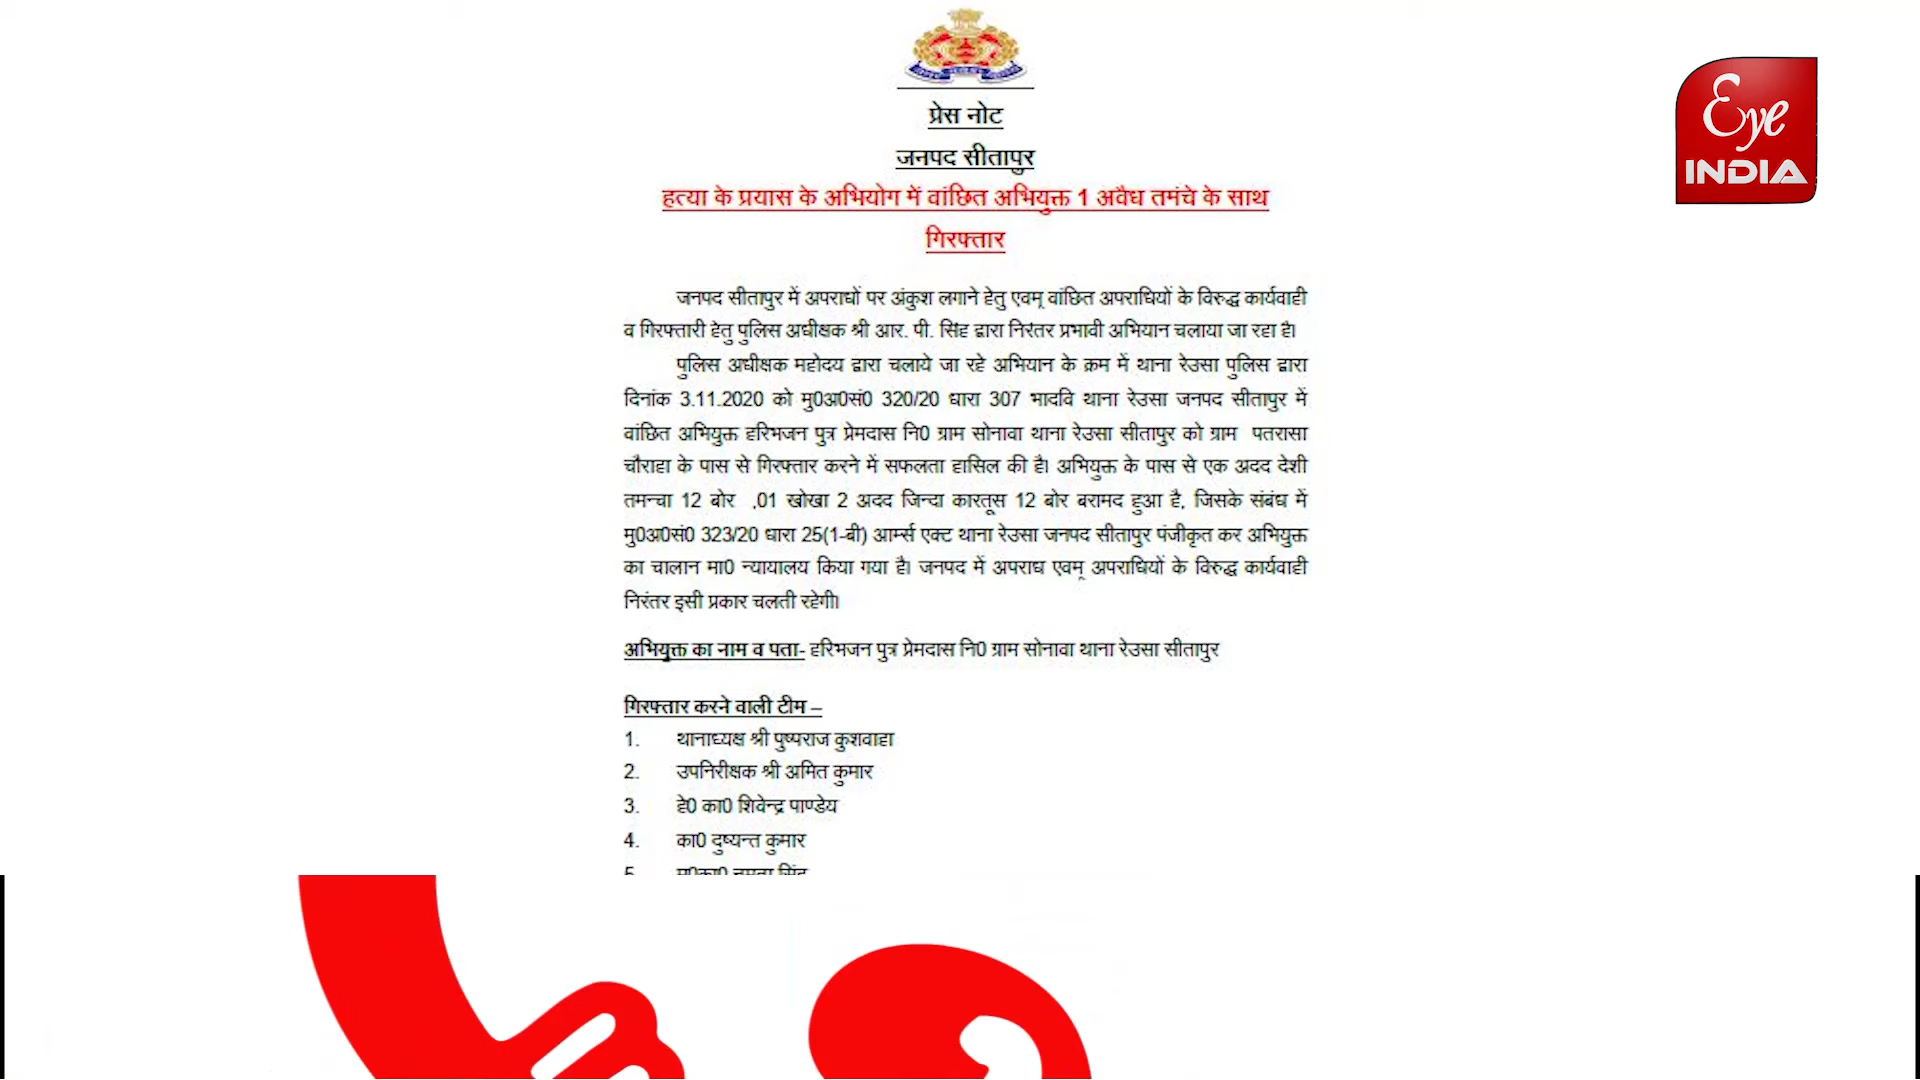 प्रेस नोट
जनपद सीतापुर
Eye
INDIA
हत्या के प्रयास के अभियोग में वांछित अभियुक्त 1 अवैध तमंचे के साथ
गिरफ्तार
जनपद सीतापुर में अपराधों पर अंकुश लगाने हेतु एवम् वांछित अपराधियों के विरुद्ध कार्यवाही
व गिरफ्तारी हेतु पुलिस अधीक्षक श्री आर. पी. सिंह द्वारा निरंतर प्रभावी अभियान चलाया जा रहा है।
पुलिस अधीक्षक महोदय द्वारा चलाये जा रहे अभियान के क्रम में थाना रेउसा पुलिस द्वारा
दिनांक 3.11.2020 को मु0अ0सं0 320/20 धारा 307 भादवि थाना रेउसा जनपद सीतापुर में
वांछित अभियुक्त हरिभजन पुत्र प्रेमदास नि0 ग्राम सोनावा थाना रेउसा सीतापुर को ग्राम पतरासा
चौराहा के पास से गिरफ्तार करने में सफलता हासिल की है। अभियुक्त के पास से एक अदद देशी
तमन्चा 12 बोर ,01 खोखा 2 अदद जिन्दा कारतूस 12 बोर बरामद हुआ है, जिसके संबंध में
मु0अ0सं0 323/20 धारा 25(1-बी) आर्म्स एक्ट थाना रेउसा जनपद सीतापुर पंजीकृत कर अभियुक्त
का चालान मा0 न्यायालय किया गया है। जनपद में अपराध एवम् अपराधियों के विरुद्ध कार्यवाही
निरंतर इसी प्रकार चलती रहेगी।
अभियुक्त का नाम व पता- हरिभजन पुत्र प्रेमदास नि0 ग्राम सोनावा थाना रेउसा सीतापुर
गिरफ्तार करने वाली टीम –
1. थानाध्यक्ष श्री पुष्पराज कुशवाहा
2. उपनिरीक्षक श्री अमित कुमार
3. हे0 का0 शिवेन्द्र पाण्डेय
4. का0 दुष्यन्त कुमार